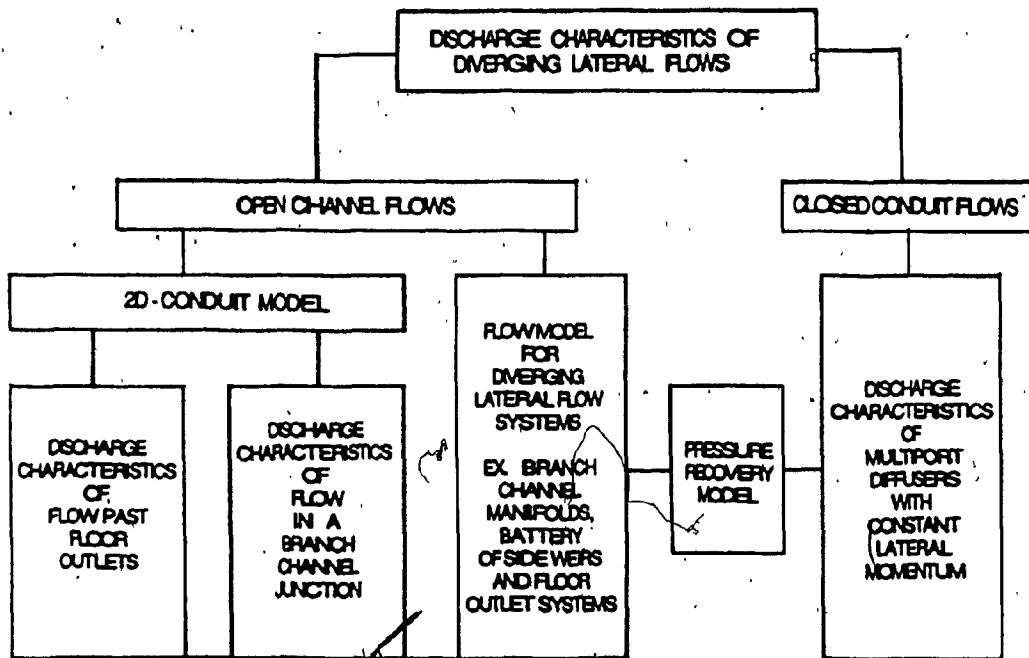 DISCHARGE CHARACTERISTICS OF
DIVERGING LATERAL FLOWS
OPEN CHANNEL FLOWS
CLOSED CONDUIT FLOWS
2D - CONDUIT MODEL
DISCHARGE
CHARACTERISTICS
OF
FLOW PAST
FLOOR
OUTLETS
DISCHARGE
CHARACTERISTICS
OF
FLOW
IN A
BRANCH
CHANNEL
JUNCTION
FLOW MODEL
FOR
DIVERGING
LATERAL FLOW
SYSTEMS
EX. BRANCH
CHANNEL
MANIFOLDS,
BATTERY
OF SIDE WEIRS
AND FLOOR
OUTLET SYSTEMS
PRESSURE
RECOVERY
MODEL
DISCHARGE
CHARACTERISTICS
OF
MULTIPORT
DIFFUSERS
WITH
CONSTANT
LATERAL
MOMENTUM